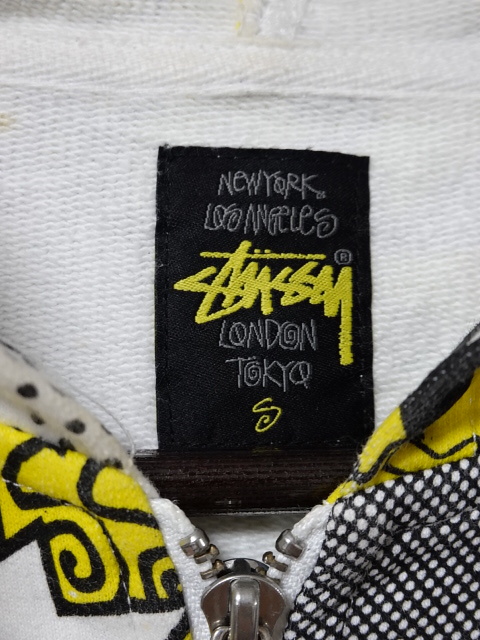 NEW YORK
LOS ANGELES
STÜSSY®
LONDON
TOKYO
S